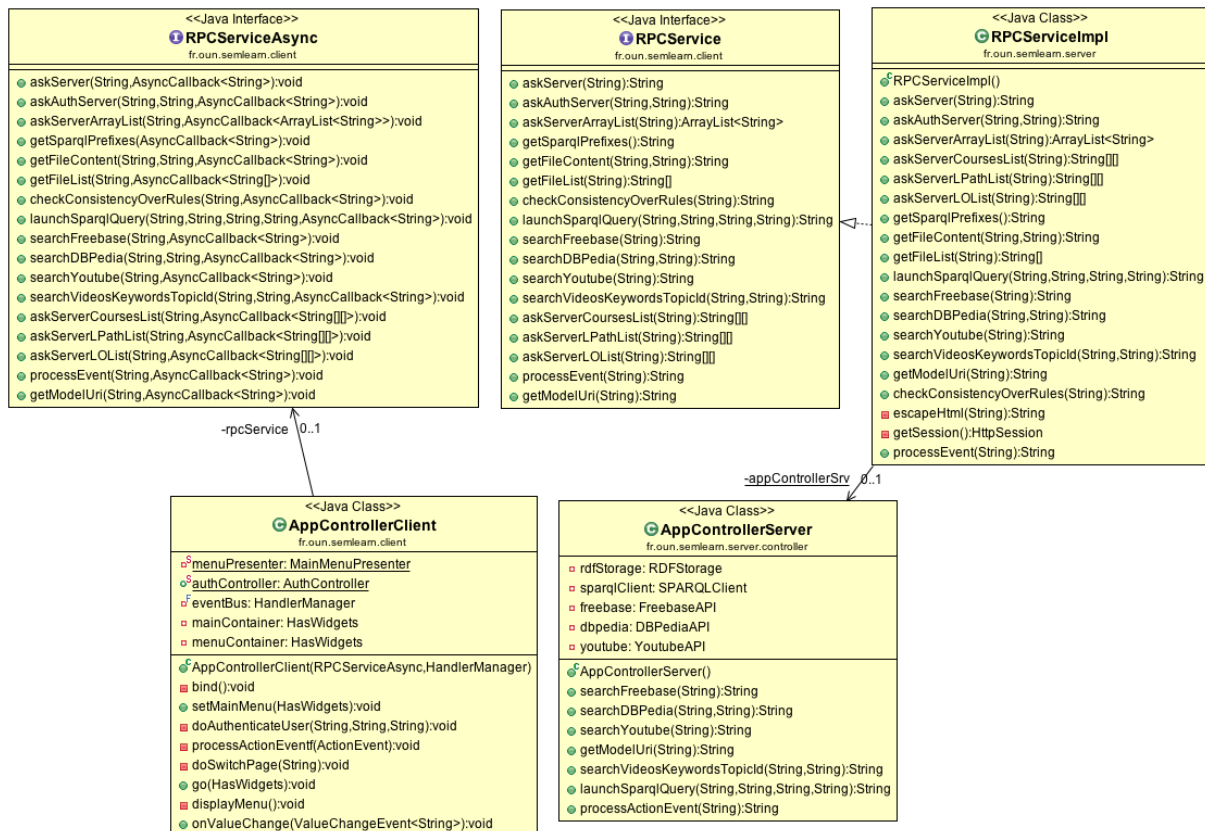 <<Java Interface>>
RPCServiceAsync
fr.oun.semlearn.client
askServer(String,AsyncCallback<String>):void
askAuthServer(String,String,AsyncCallback<String>):void
askServerArrayList(String,AsyncCallback<ArrayList<String>>):void
getSparqlPrefixes(AsyncCallback<String>):void
getFileContent(String,String,AsyncCallback<String>):void
getFileList(String,AsyncCallback<String[]>):void
checkConsistencyOverRules(String,AsyncCallback<String>):void
launchSparqlQuery(String,String,String,String,AsyncCallback<String>):void
searchFreebase(String,AsyncCallback<String>):void
searchDBPedia(String,String,AsyncCallback<String>):void
searchYoutube(String,AsyncCallback<String>):void
searchVideosKeywordsTopicId(String,String,AsyncCallback<String>):void
askServerCoursesList(String,AsyncCallback<String[][]>):void
askServerLPathList(String,AsyncCallback<String[][]>):void
askServerLOList(String,AsyncCallback<String[][]>):void
processEvent(String,AsyncCallback<String>):void
getModelUri(String,AsyncCallback<String>):void
<<Java Interface>>
RPCService
fr.oun.semlearn.client
askServer(String):String
askAuthServer(String,String):String
askServerArrayList(String):ArrayList<String>
getSparqlPrefixes():String
getFileContent(String,String):String
getFileList(String):String[]
checkConsistencyOverRules(String):String
launchSparqlQuery(String,String,String,String):String
searchFreebase(String):String
searchDBPedia(String,String):String
searchYoutube(String):String
searchVideosKeywordsTopicId(String,String):String
askServerCoursesList(String):String[][]
askServerLPathList(String):String[][]
askServerLOList(String):String[][]
processEvent(String):String
getModelUri(String):String
<<Java Class>>
RPCServiceImpl
fr.oun.semlearn.server
RPCServiceImpl()
askServer(String):String
askAuthServer(String,String):String
askServerArrayList(String):ArrayList<String>
askServerCoursesList(String):String[][]
askServerLPathList(String):String[][]
askServerLOList(String):String[][]
getSparqlPrefixes():String
getFileContent(String,String):String
getFileList(String):String[]
launchSparqlQuery(String,String,String,String):String
searchFreebase(String):String
searchDBPedia(String,String):String
searchYoutube(String):String
searchVideosKeywordsTopicId(String,String):String
getModelUri(String):String
checkConsistencyOverRules(String):String
escapeHtml(String):String
getSession():HttpSession
processEvent(String):String
-rpcService 0..1
-appControllerSrv 0..1
<<Java Class>>
AppControllerClient
fr.oun.semlearn.client
menuPresenter: MainMenuPresenter
authController: AuthController
eventBus: HandlerManager
mainContainer: HasWidgets
menuContainer: HasWidgets
AppControllerClient(RPCServiceAsync,HandlerManager)
bind():void
setMainMenu(HasWidgets):void
doAuthenticateUser(String,String,String):void
processActionEventf(ActionEvent):void
doSwitchPage(String):void
go(HasWidgets):void
displayMenu():void
onValueChange(ValueChangeEvent<String>):void
<<Java Class>>
AppControllerServer
fr.oun.semlearn.server.controller
rdfStorage: RDFStorage
sparqlClient: SPARQLClient
freebase: FreebaseAPI
dbpedia: DBPediaAPI
youtube: YoutubeAPI
AppControllerServer()
searchFreebase(String):String
searchDBPedia(String,String):String
searchYoutube(String):String
getModelUri(String):String
searchVideosKeywordsTopicId(String,String):String
launchSparqlQuery(String,String,String,String):String
processActionEvent(String):String